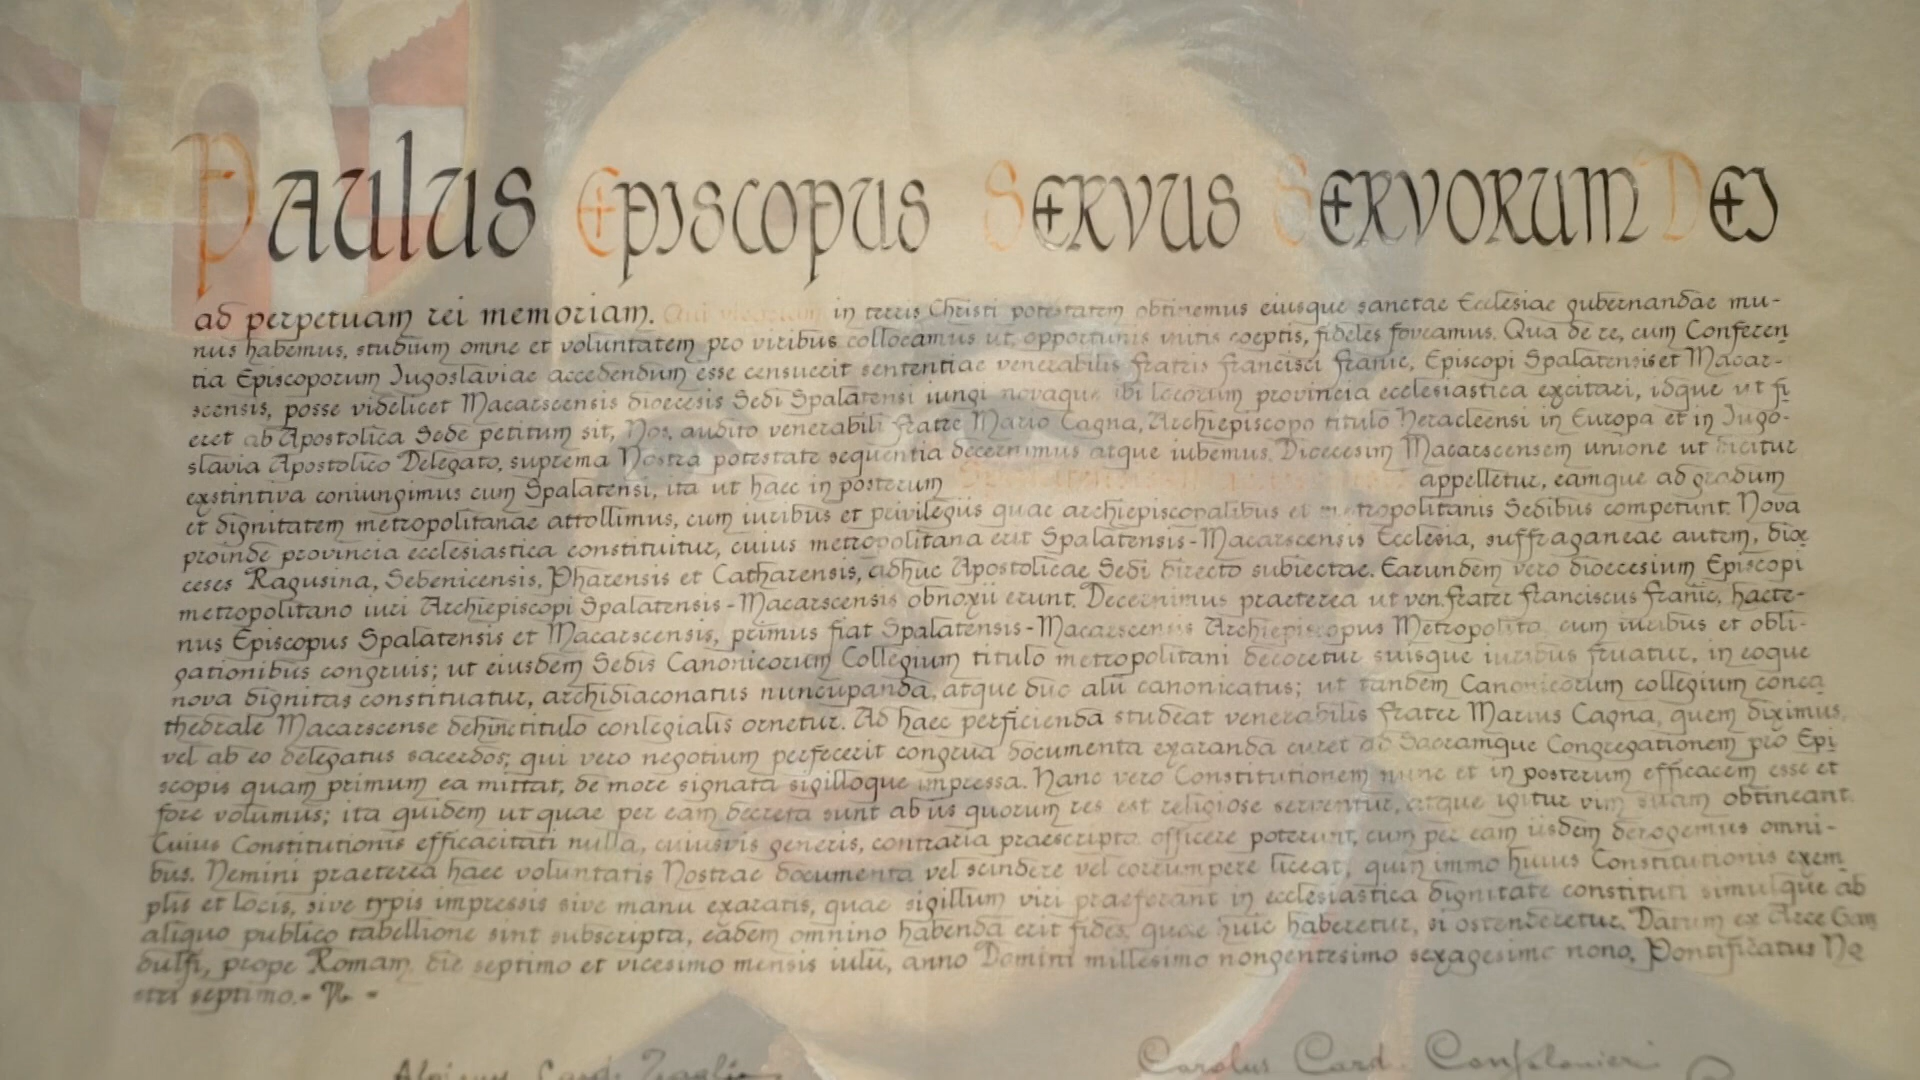 Paulus Episcopus Servus Servorum Dei
ad perpetuam rei memoriam. Qui vicariam in terris Christi potestatem obtinemus eiusque sanctae Ecclesiae gubernandae mu-
nus habemus, studium omne et voluntatem pro viribus collocamus ut, opportunis initis coeptis, fideles foveamus. Qua de re, cum Conferen
tia Episcoporum Iugoslaviae accedendum esse censuerit sententiae venerabilis fratris Francisci Franic, Episcopi Spalatensis et Macar-
scensis, posse videlicet Macarscensis dioecesis Sedi Spalatensi iungi novaque ibi locorum provincia ecclesiastica excitari, idque ut fi
eret ab Apostolica Sede petitum sit, Nos, audito venerabili fratre Mario Cagna, Archiepiscopo titulo Heracleensi in Europa et in Iugo-
slavia Apostolico Delegato, suprema Nostra potestate sequentia decernimus atque iubemus. Dioecesim Macarscensem unione ut dicitur
exstintiva coniungimus cum Spalatensi, ita ut haec in posterum appelletur, eamque ad gradum
et dignitatem metropolitanae attollimus, cum iuribus et privilegiis quae archiepiscopalibus et metropolitanis Sedibus competunt. Nova
proinde provincia ecclesiastica constituitur, cuius metropolitana erit Spalatensis-Macarscensis Ecclesia, suffraganeae autem, dioe
ceses Ragusina, Sebenicensis, Pharensis et Catharensis, adhuc Apostolicae Sedi directo subiectae. Earundem vero dioecesium Episcopi
metropolitano iuri Archiepiscopi Spalatensis-Macarscensis obnoxii erunt. Decernimus praeterea ut ven. frater Franciscus Franic, hacte-
nus Episcopus Spalatensis et Macarscensis, primus fiat Spalatensis-Macarscensis Archiepiscopus Metropolita, cum iuribus et obli-
gationibus congruis; ut eiusdem Sedis Canonicorum Collegium titulo metropolitani decoretur suisque iuribus fruatur, in eoque
nova dignitas constituatur, archidiaconatus nuncupanda, atque duo alii canonicatus; ut tandem Canonicorum collegium conca
thedrale Macarscense dehinc titulo conlegialis ornetur. Ad haec perficienda studeat venerabilis frater Marius Cagna, quem diximus,
vel ab eo delegatus sacerdos; qui vero negotium perfecerit congrua documenta exaranda curet ad Sacramque Congregationem pro Epi
scopis quam primum ea mittat, de more signata sigilloque impressa. Hanc vero Constitutionem nunc et in posterum efficacem esse et
fore volumus; ita quidem ut quae per eam decreta sunt ab iis quorum res est religiose serventur, atque igitur vim suam obtineant.
Cuius Constitutionis efficacitati nulla, cuiusvis generis, contraria praescripta officere poterunt, cum per eam iisdem derogemus omni-
bus. Nemini praeterea haec voluntatis Nostrae documenta vel scindere vel corrumpere liceat; quin immo huius Constitutionis exem
plis et locis, sive typis impressis sive manu exaratis, quae sigillum viri praeferant in ecclesiastica dignitate constituti simulque ab
aliquo publico tabellione sint subscripta, eadem omnino habenda erit fides, quae huic haberetur, si ostenderetur. Datum ex Arce Gan
dulfi, prope Romam, die septimo et vicesimo mensis iulii, anno Domini millesimo nongentesimo sexagesimo nono, Pontificatus No
stri septimo.
Carolus Card. Confalonieri